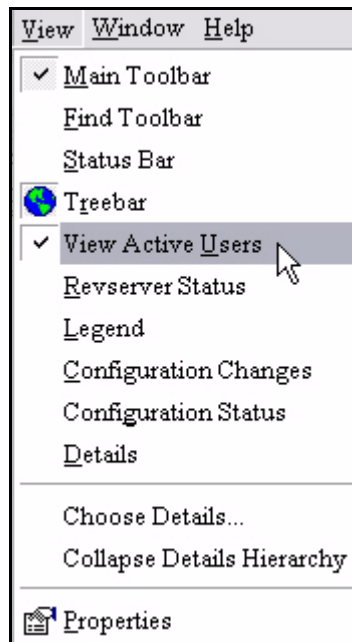 View Window Help
Main Toolbar
Find Toolbar
Status Bar
Treebar
View Active Users
Revserver Status
Legend
Configuration Changes
Configuration Status
Details
Choose Details...
Collapse Details Hierarchy
Properties